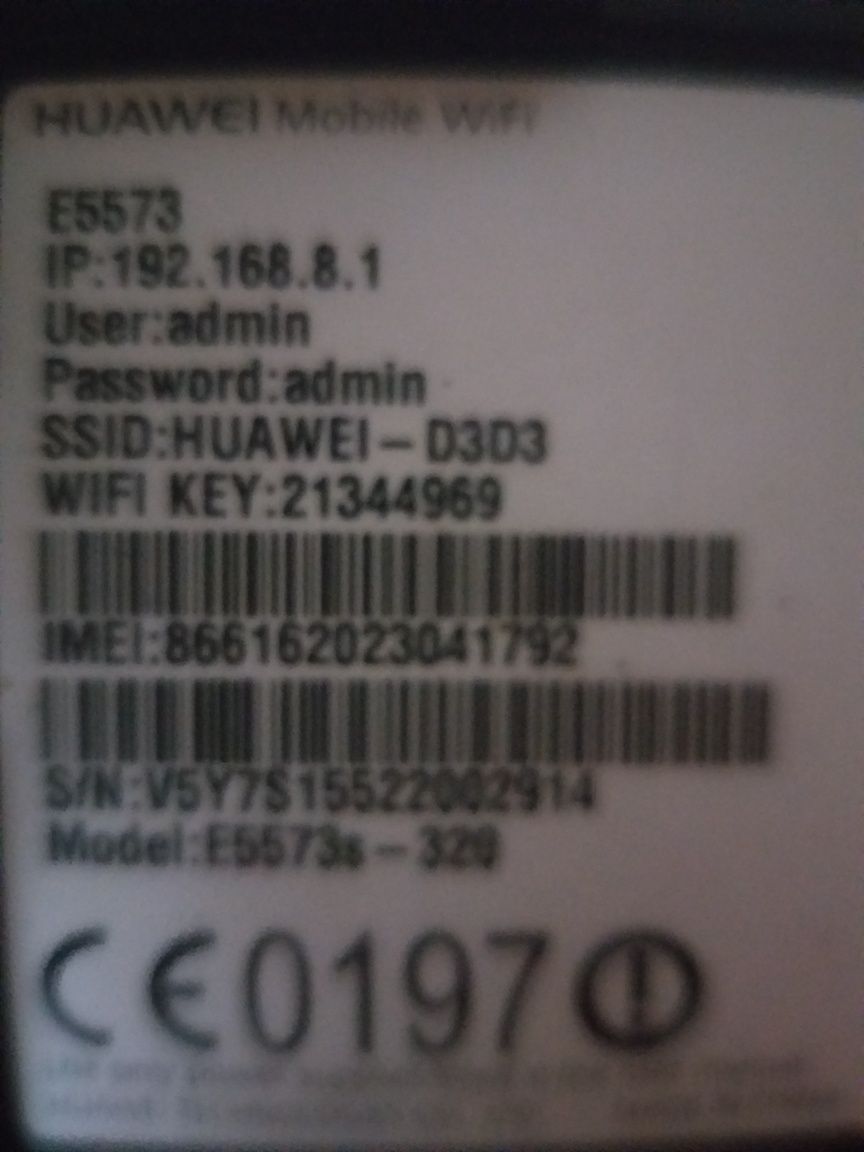 HUAWEI Mobile WiFi
E5573
IP:192.168.8.1
User:admin
Password:admin
SSID:HUAWEI-D3D3
WIFI KEY:21344969
IMEI:866162023041792
S/N:V5Y7S15522002914
Model:E5573s-320
CE0197